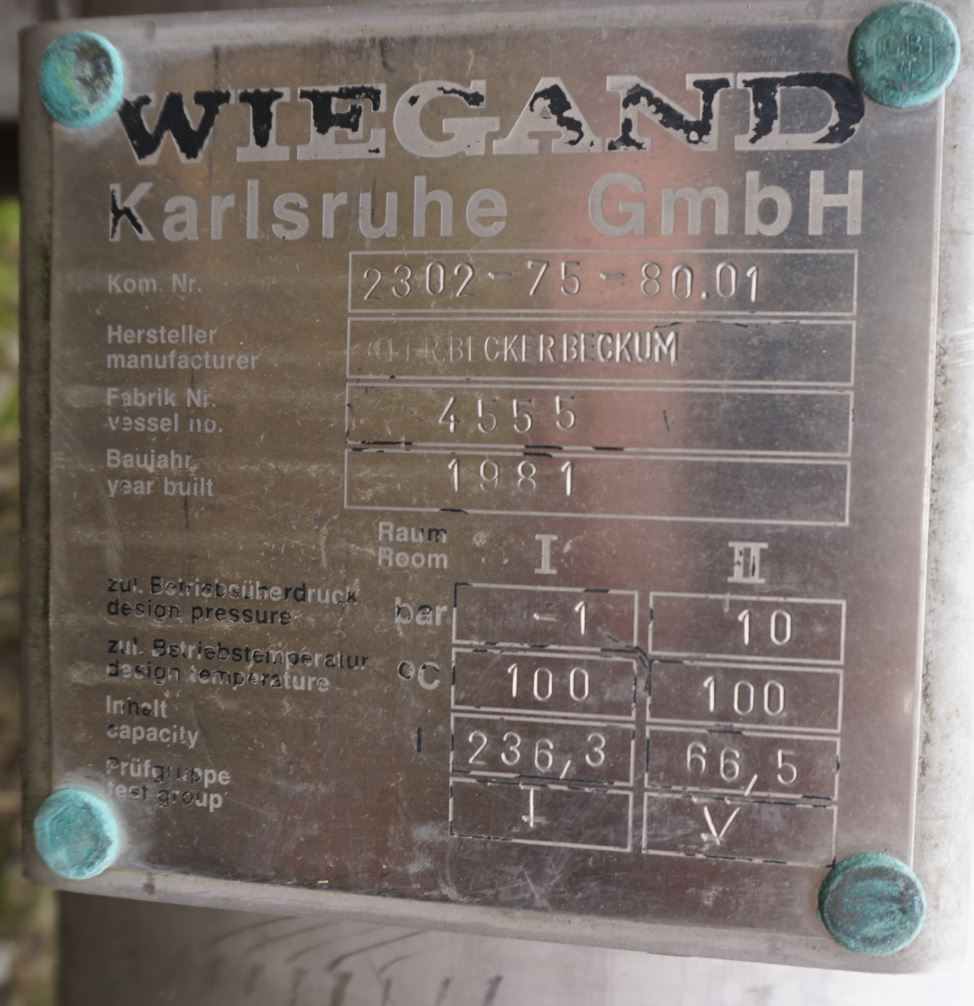 WIEGAND
Karlsruhe GmbH
Kom. Nr. 2302-75-80.01
Hersteller
manufacturer BECKERBECKUM
Fabrik Nr.
vessel no. 4555
Baujahr
year built 1981
Raum
Room I II
zul. Betriebsüberdruck
design pressure bar -1 10
zul. Betriebstemperatur
design temperature °C 100 100
Inhalt
capacity l 236,3 66,5
Prüfgruppe
test group I V